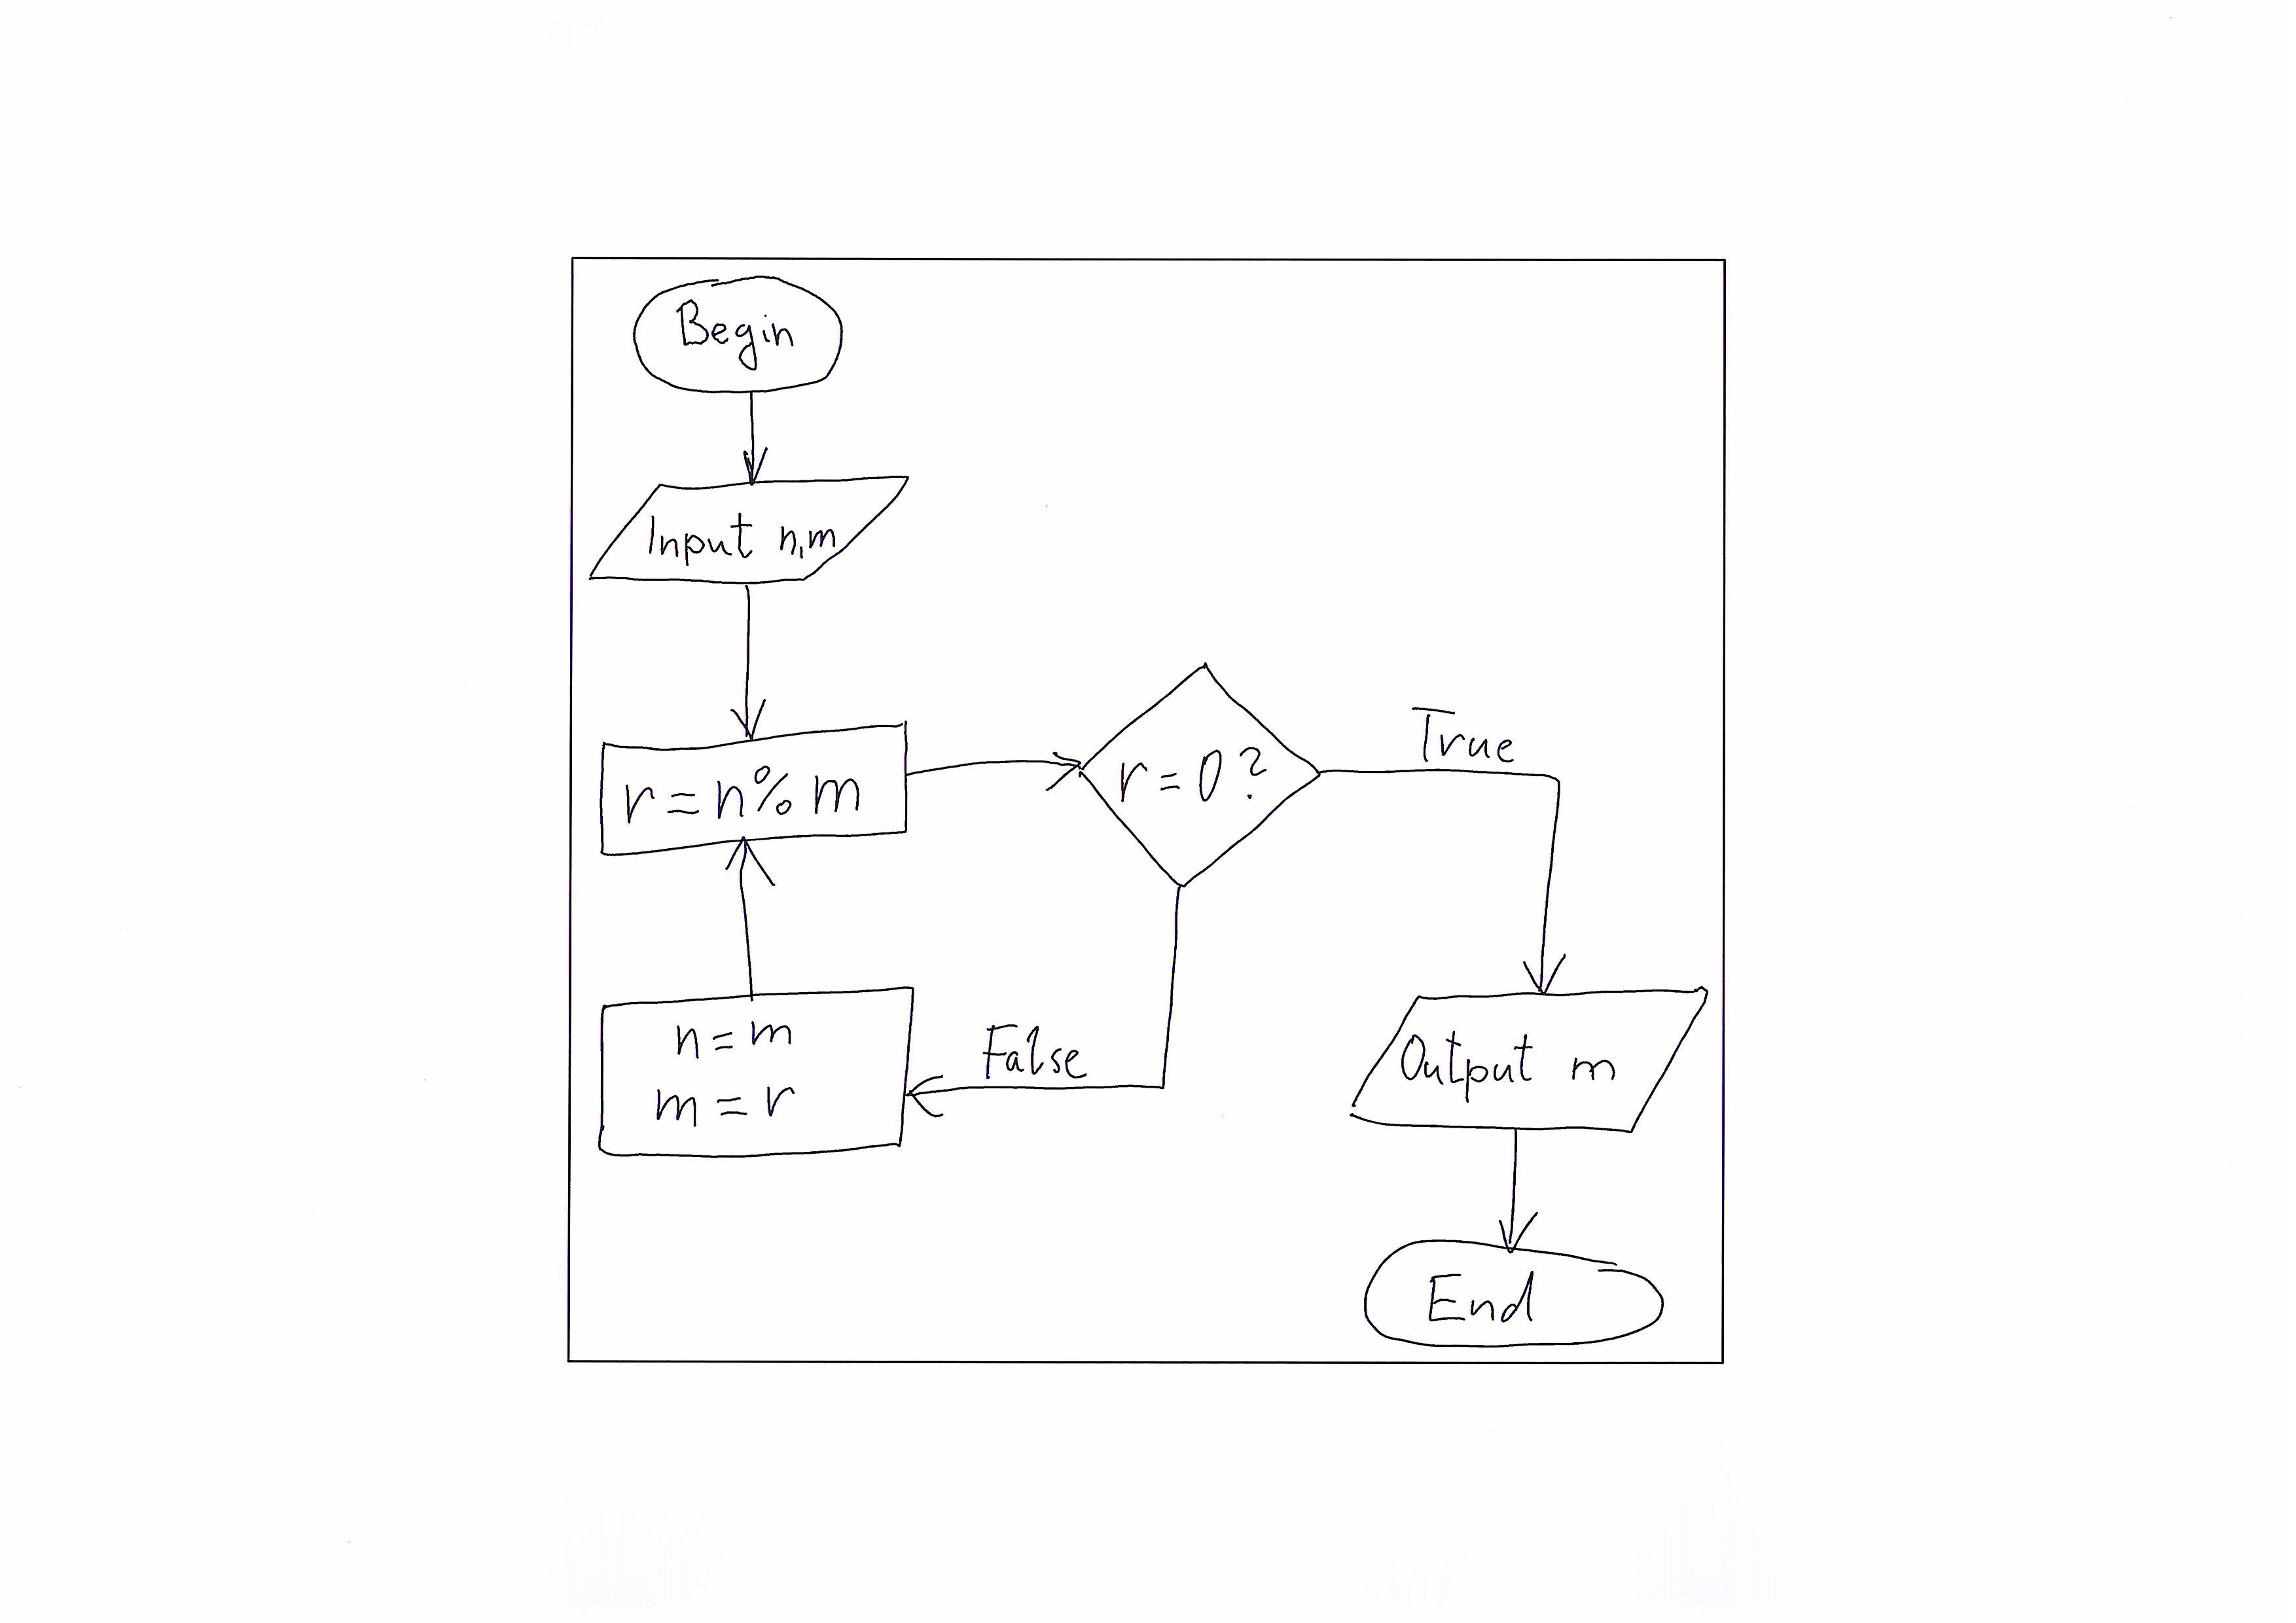 Begin
Input n,m
r=n%m
r=0?
True
False
n=m
m=r
Output m
End